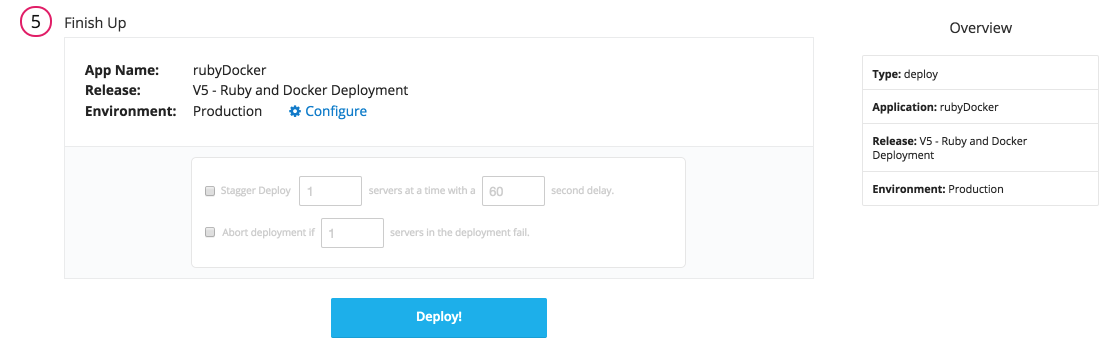 5 Finish Up
App Name: rubyDocker
Release: V5 - Ruby and Docker Deployment
Environment: Production Configure
Stagger Deploy 1 servers at a time with a 60 second delay.
Abort deployment if 1 servers in the deployment fail.
Deploy!
Overview
Type: deploy
Application: rubyDocker
Release: V5 - Ruby and Docker
Deployment
Environment: Production